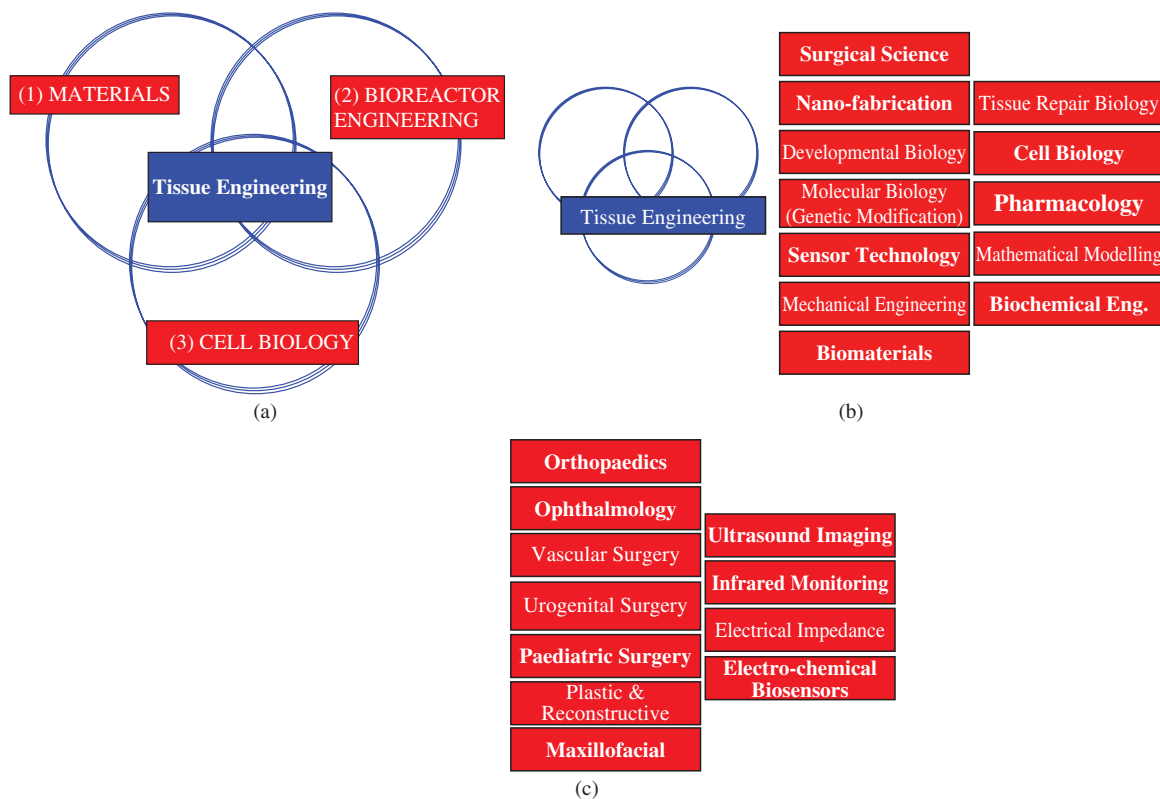 (1) MATERIALS
(2) BIOREACTOR
ENGINEERING
Tissue Engineering
(3) CELL BIOLOGY
(a)
Tissue Engineering
Surgical Science
Nano-fabrication
Developmental Biology
Molecular Biology
(Genetic Modification)
Sensor Technology
Mechanical Engineering
Biomaterials
Tissue Repair Biology
Cell Biology
Pharmacology
Mathematical Modelling
Biochemical Eng.
(b)
Orthopaedics
Ophthalmology
Vascular Surgery
Urogenital Surgery
Paediatric Surgery
Plastic &
Reconstructive
Maxillofacial
Ultrasound Imaging
Infrared Monitoring
Electrical Impedance
Electro-chemical
Biosensors
(c)